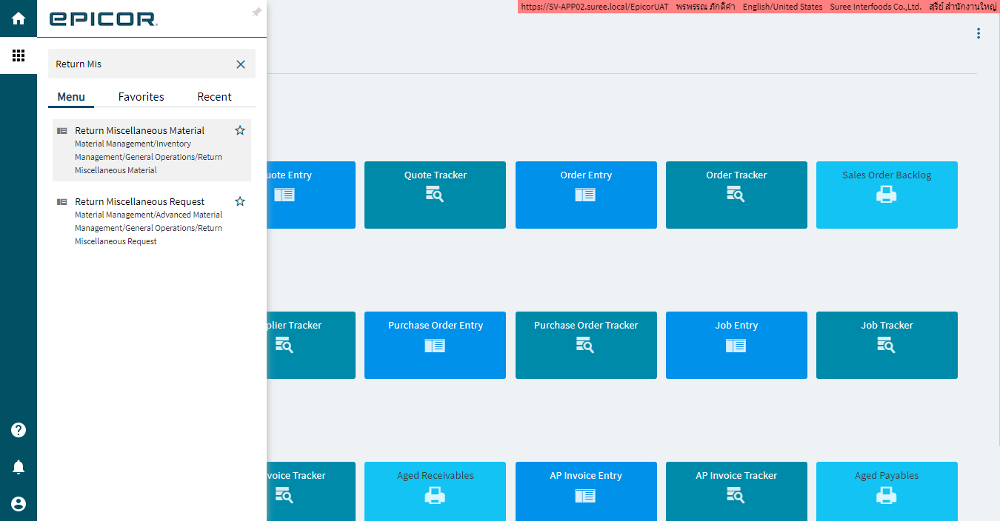 EPICOR
https://SV-APP02.suree.local/EpicorUAT พรพรรณ ภักดีคำ English/United States Suree Interfoods Co.,Ltd. สุรีย์ สำนักงานใหญ่
Return Mis
Menu Favorites Recent
Return Miscellaneous Material
Material Management/Inventory
Management/General Operations/Return
Miscellaneous Material
Return Miscellaneous Request
Material Management/Advanced Material
Management/General Operations/Return
Miscellaneous Request
uote Entry
Quote Tracker
Order Entry
Order Tracker
Sales Order Backlog
plier Tracker
Purchase Order Entry
Purchase Order Tracker
Job Entry
Job Tracker
voice Tracker
Aged Receivables
AP Invoice Entry
AP Invoice Tracker
Aged Payables